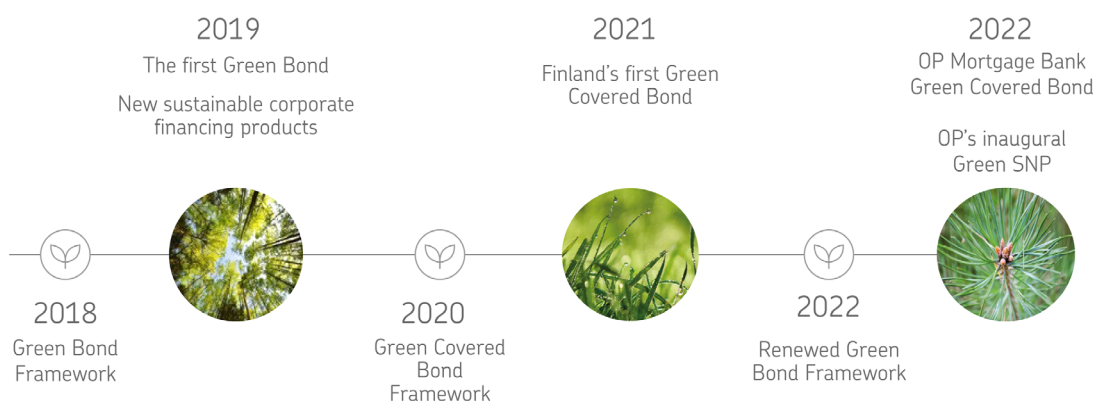 2019
The first Green Bond
New sustainable corporate
financing products
2021
Finland's first Green
Covered Bond
2022
OP Mortgage Bank
Green Covered Bond
OP's inaugural
Green SNP
2018
Green Bond
Framework
2020
Green Covered
Bond
Framework
2022
Renewed Green
Bond Framework